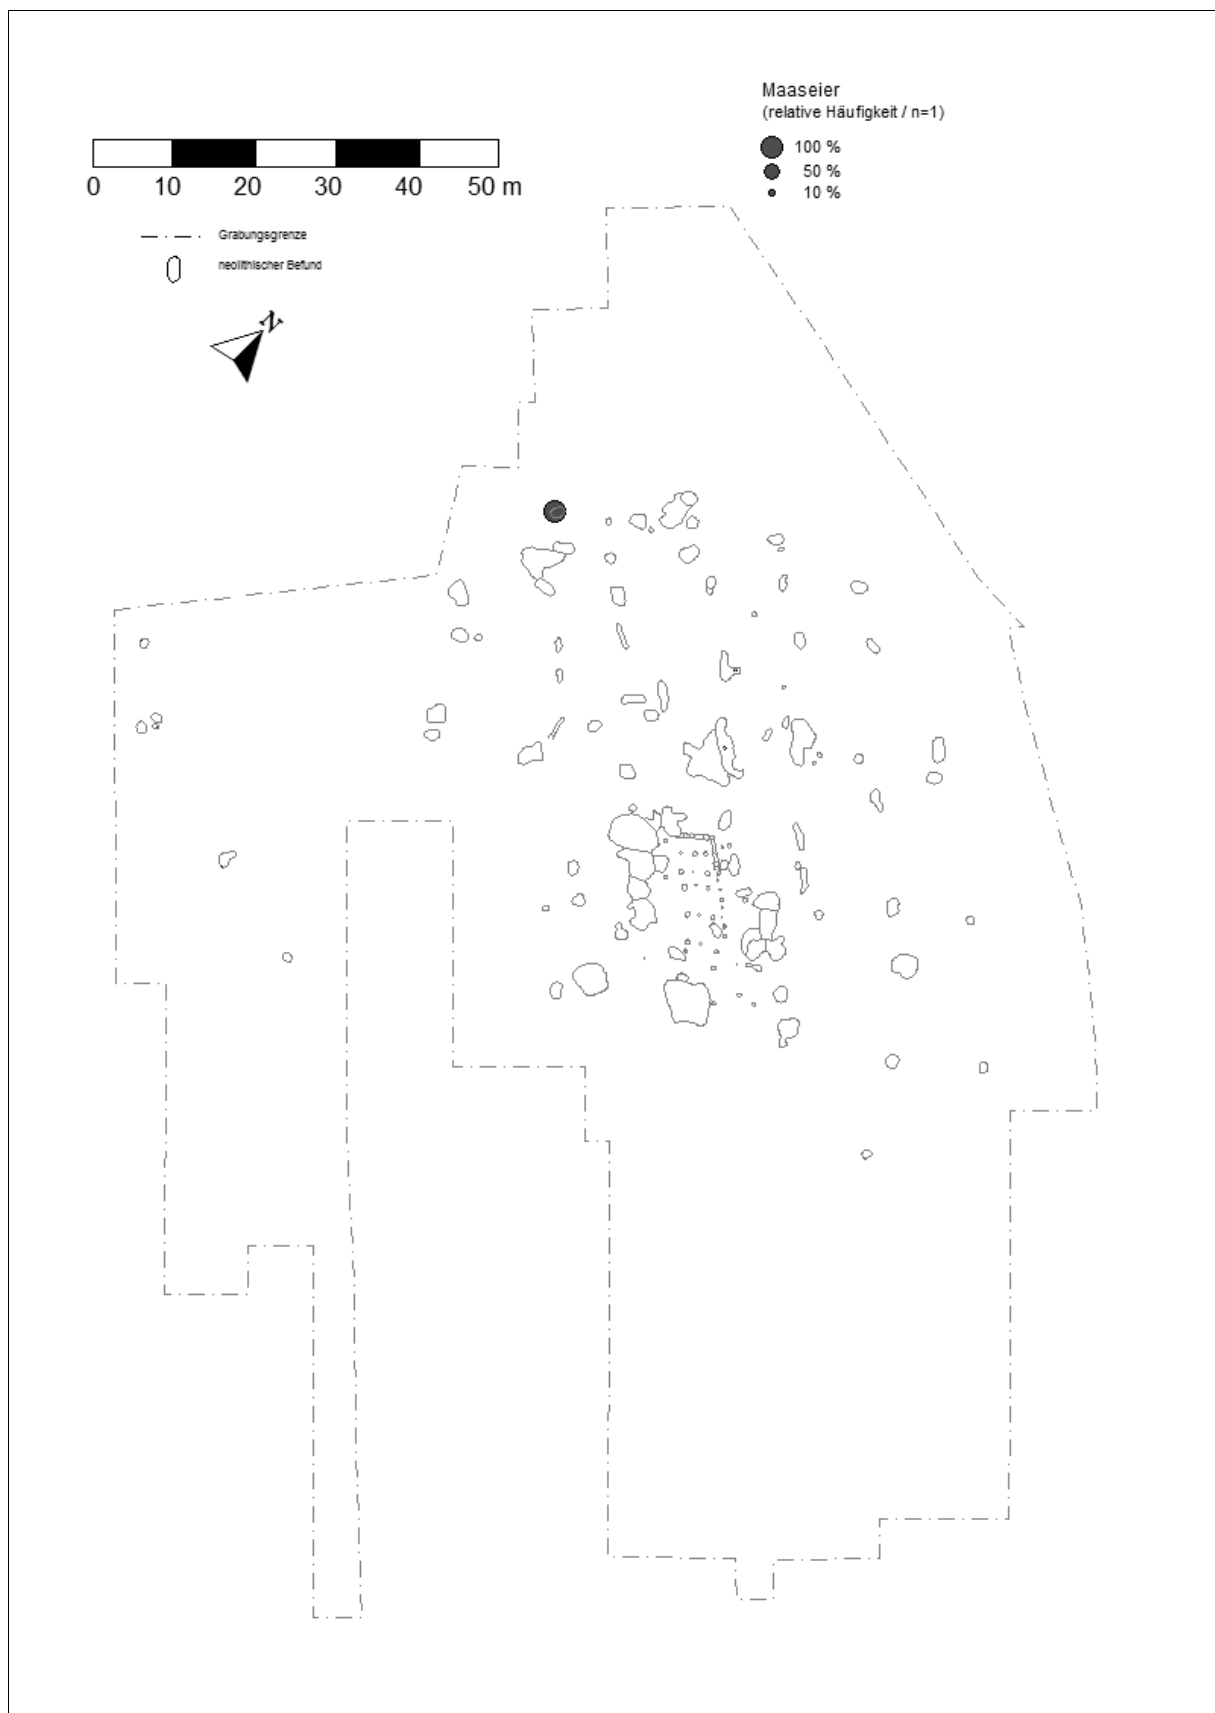 Maaseier
(relative Häufigkeit / n=1)
100 %
50 %
10 %
0 10 20 30 40 50 m
Grabungsgrenze
neolithischer Befund
N